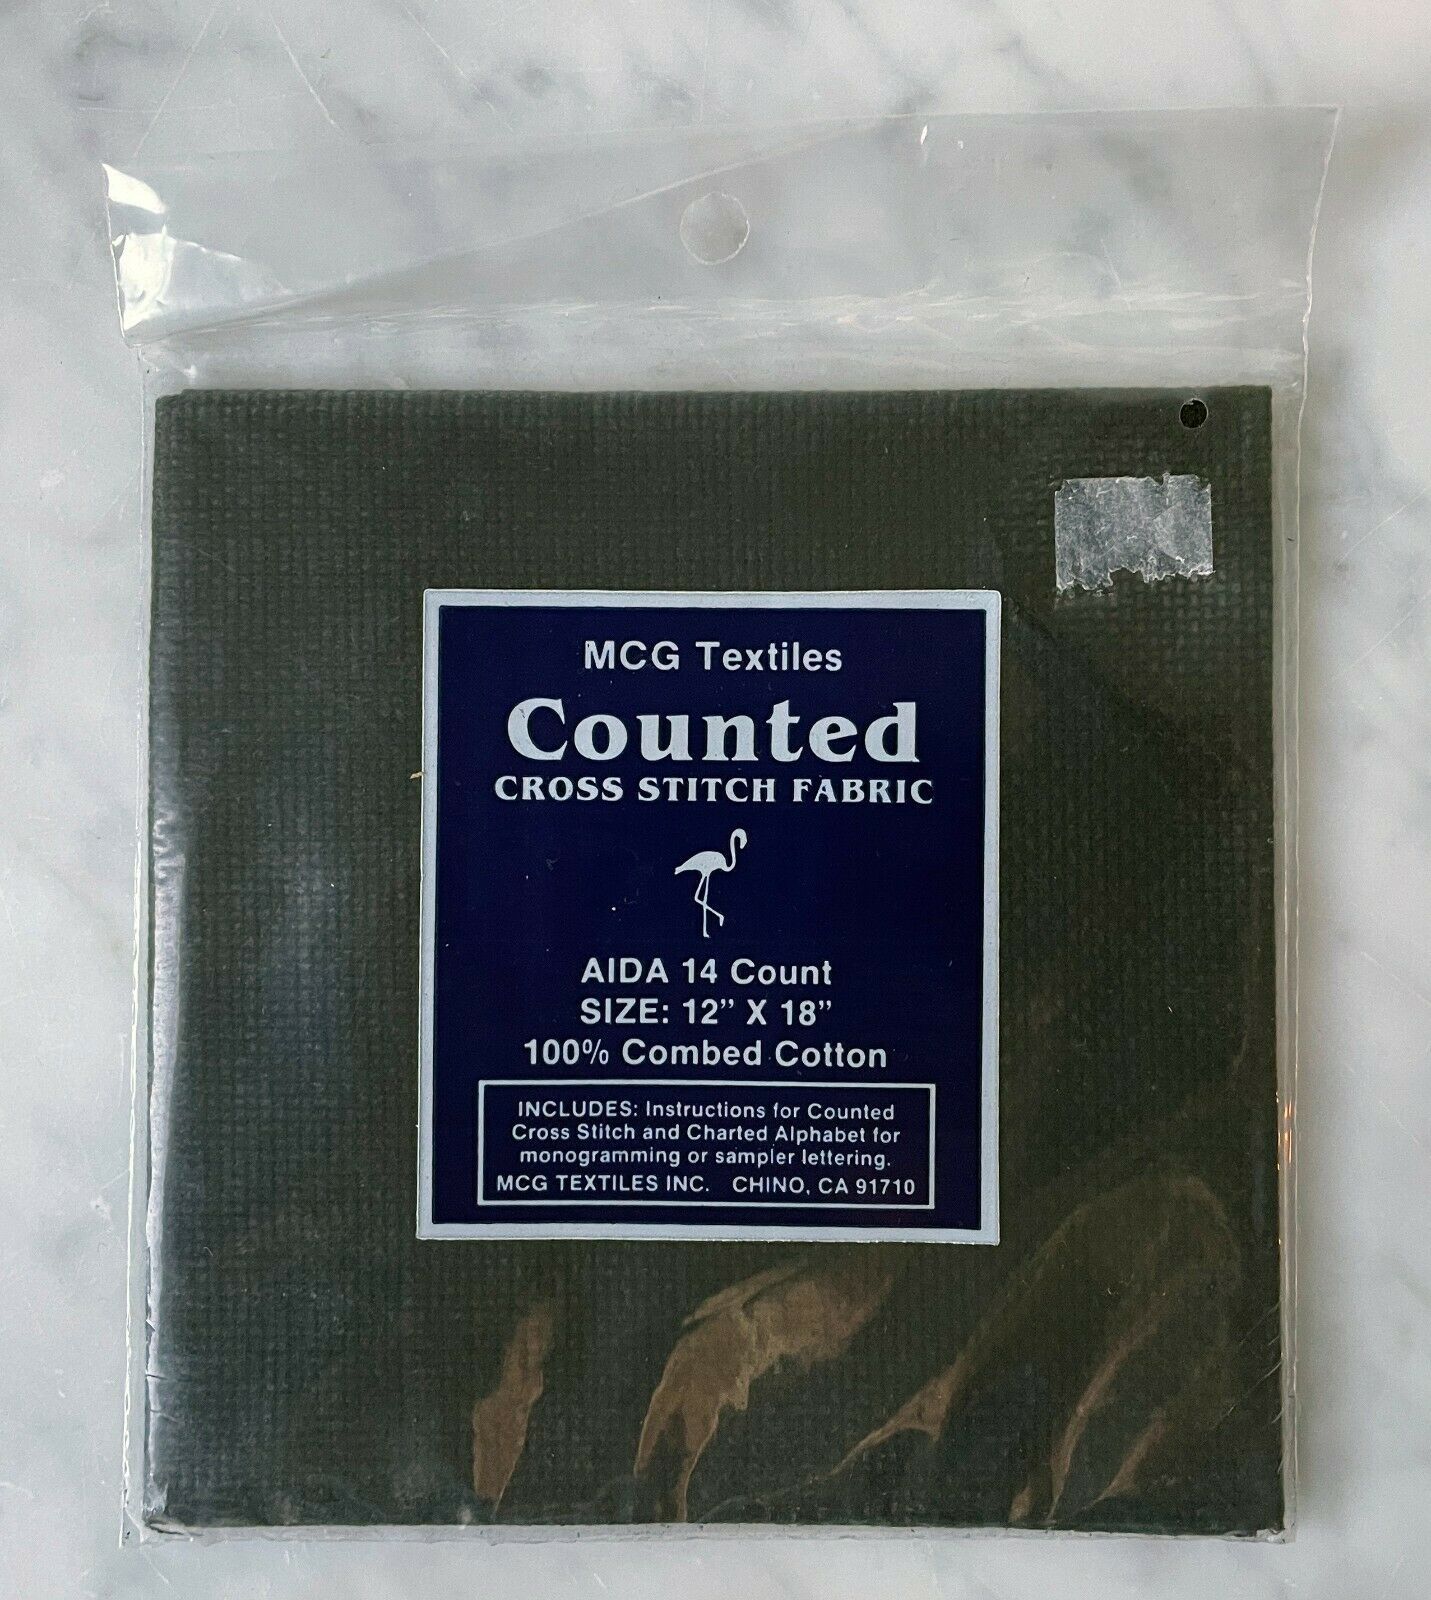 MCG Textiles
Counted
CROSS STITCH FABRIC
AIDA 14 Count
SIZE: 12” X 18”
100% Combed Cotton
INCLUDES: Instructions for Counted
Cross Stitch and Charted Alphabet for
monogramming or sampler lettering.
MCG TEXTILES INC. CHINO, CA 91710